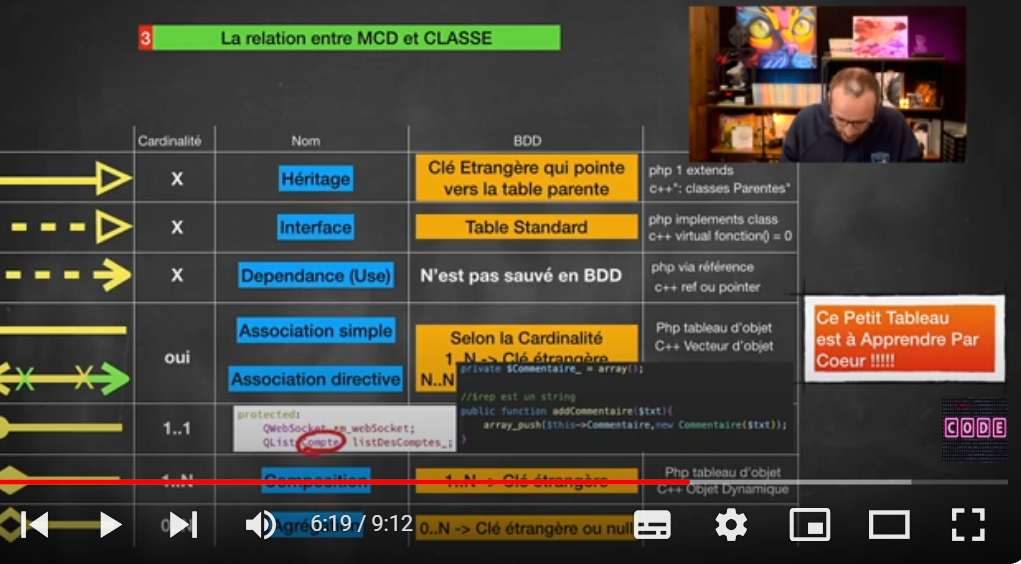 3 La relation entre MCD et CLASSE
Cardinalité Nom BDD
X Héritage Clé Etrangère qui pointe
vers la table parente
php 1 extends
c++": classes Parentes"
X Interface Table Standard
php implements class
c++ virtual fonction() = 0
X Dependance (Use) N'est pas sauvé en BDD
php via référence
c++ ref ou pointer
oui
Association simple
Association directive
Selon la Cardinalité
1..N -> Clé étrangère
N..N
Php tableau d'objet
C++ Vecteur d'objet
Ce Petit Tableau
est à Apprendre Par
Coeur !!!!!
private $Commentaire_ = array();
//$rep est un string
public function addCommentaire($txt){
array_push($this->Commentaire,new Commentaire($txt));
}
1..1
protected:
QWebSocket *m_webSocket;
QList<Compte> listDesComptes_;
CODE
1..N Composition 1..N -> Clé étrangère
Php tableau d'objet
C++ Objet Dynamique
Agrégation 0..N -> Clé étrangère ou null
6:19 / 9:12